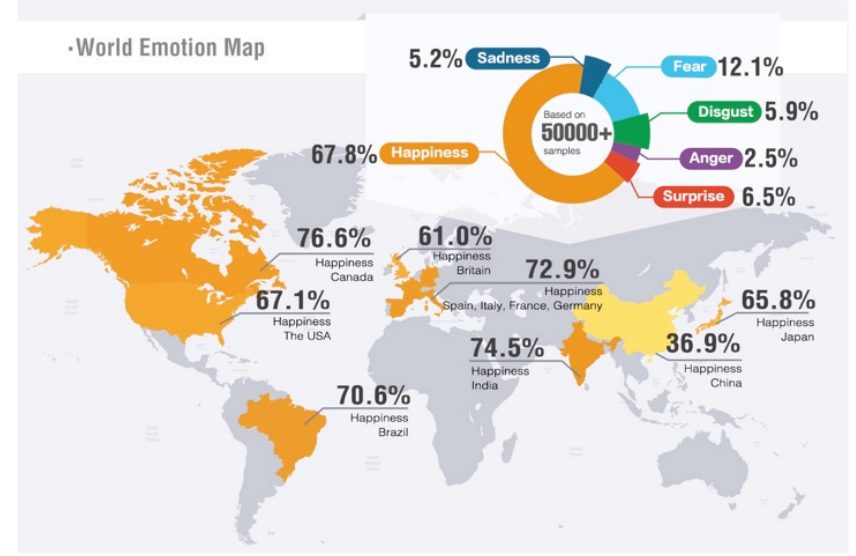 ·World Emotion Map
5.2% Sadness
Fear 12.1%
Disgust 5.9%
Based on
50000+
samples
67.8% Happiness
Anger 2.5%
Surprise 6.5%
76.6%
Happiness
Canada
61.0%
Happiness
Britain
72.9%
Happiness
Spain, Italy, France, Germany
67.1%
Happiness
The USA
65.8%
Happiness
Japan
74.5%
Happiness
India
36.9%
Happiness
China
70.6%
Happiness
Brazil